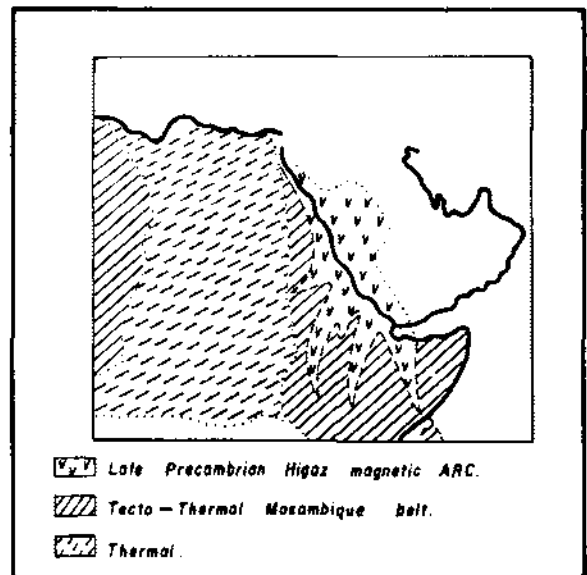 Late Precambrian Higaz magnetic ARC.
Tecto - Thermal Mosambique belt.
Thermal.